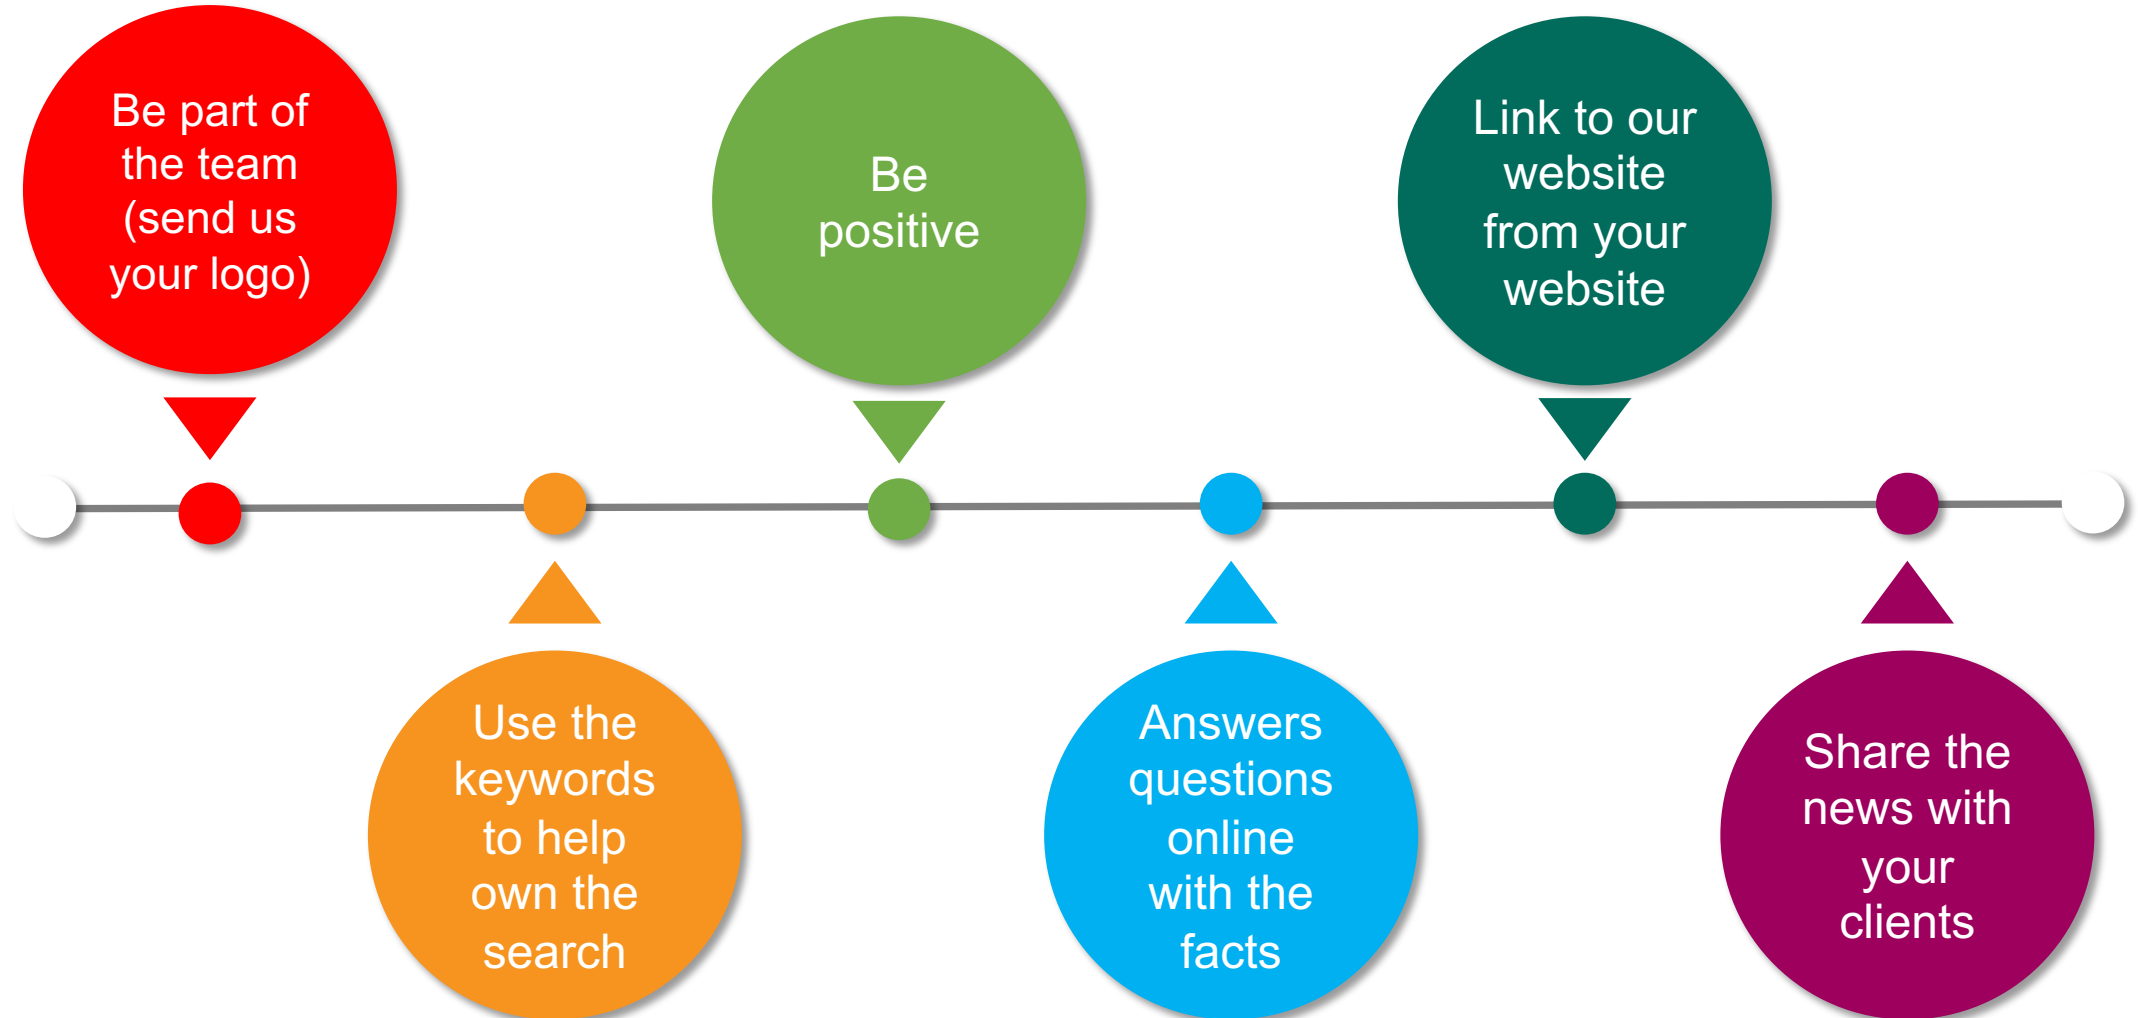 Be part of
the team
(send us
your logo)
Use the
keywords
to help
own the
search
Be
positive
Answers
questions
online
with the
facts
Link to our
website
from your
website
Share the
news with
your
clients